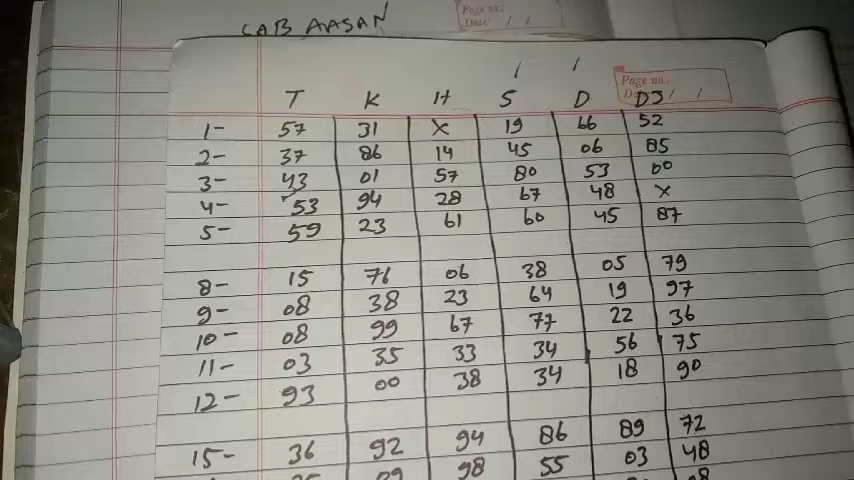 Page no.
Date / /
CAB AASAN
Page no.
Da / /
T K H S D DJ
1- 57 31 X 19 66 52
2- 37 86 14 45 06 85
3- 43 01 57 80 53 00
4- 53 94 28 67 48 X
5- 59 23 61 60 45 87
8- 15 76 06 38 05 79
9- 08 38 23 64 19 97
10- 08 99 67 77 22 36
11- 03 35 33 34 56 75
12- 93 00 38 34 18 90
15- 36 92 94 86 89 72
98 55 03 48